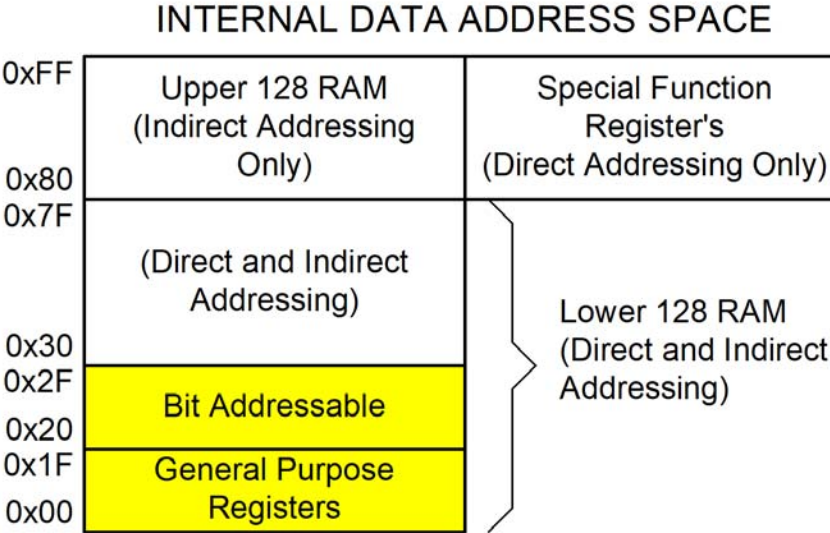 INTERNAL DATA ADDRESS SPACE
0xFF
Upper 128 RAM
(Indirect Addressing
Only)
Special Function
Register's
(Direct Addressing Only)
0x80
0x7F
(Direct and Indirect
Addressing)
0x30
Lower 128 RAM
(Direct and Indirect
Addressing)
0x2F
Bit Addressable
0x20
0x1F
General Purpose
Registers
0x00